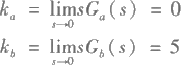 k_a = lim_{s→0} sG_a(s) = 0
k_b = lim_{s→0} sG_b(s) = 5